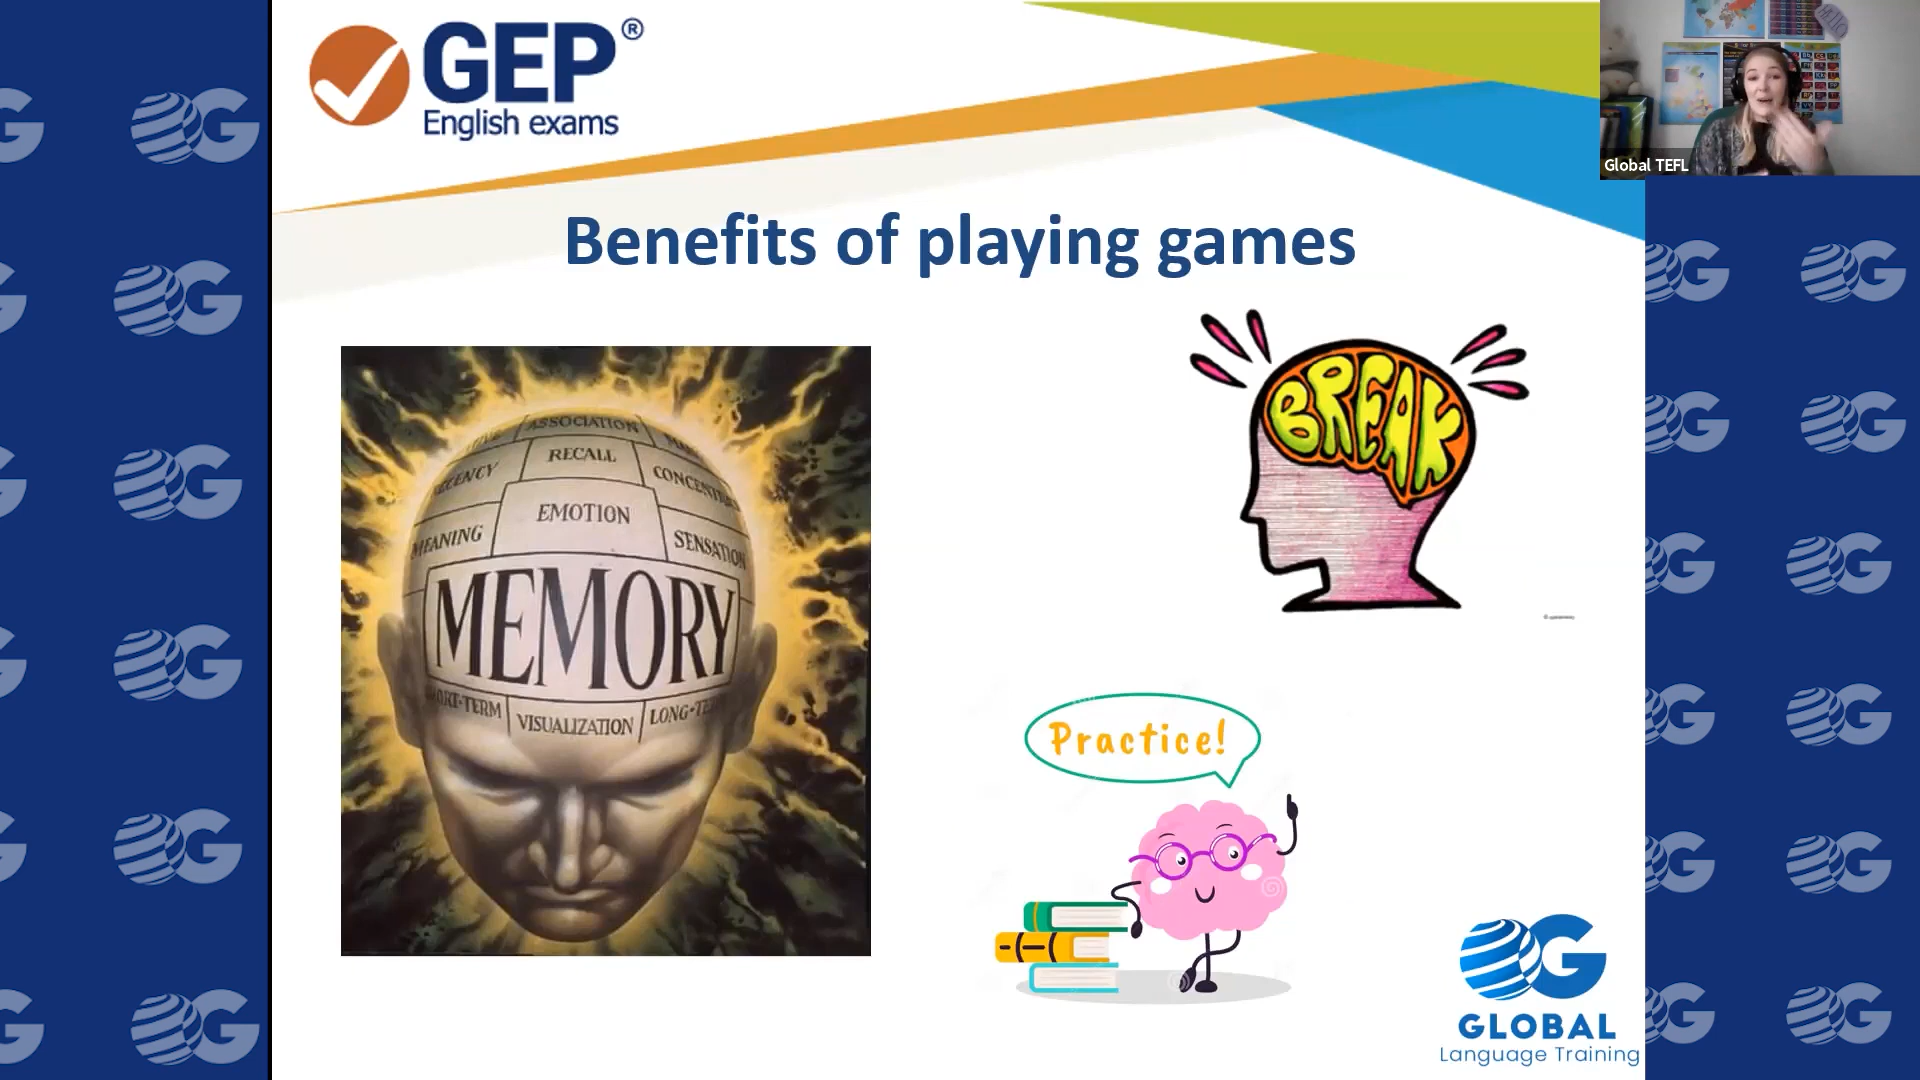 GEP®
English exams
Global TEFL
Benefits of playing games
ASSOCIATION
RECALL
EMOTION
MEANING
SENSATION
MEMORY
VISUALIZATION
BREAK
Practice!
GLOBAL
Language Training